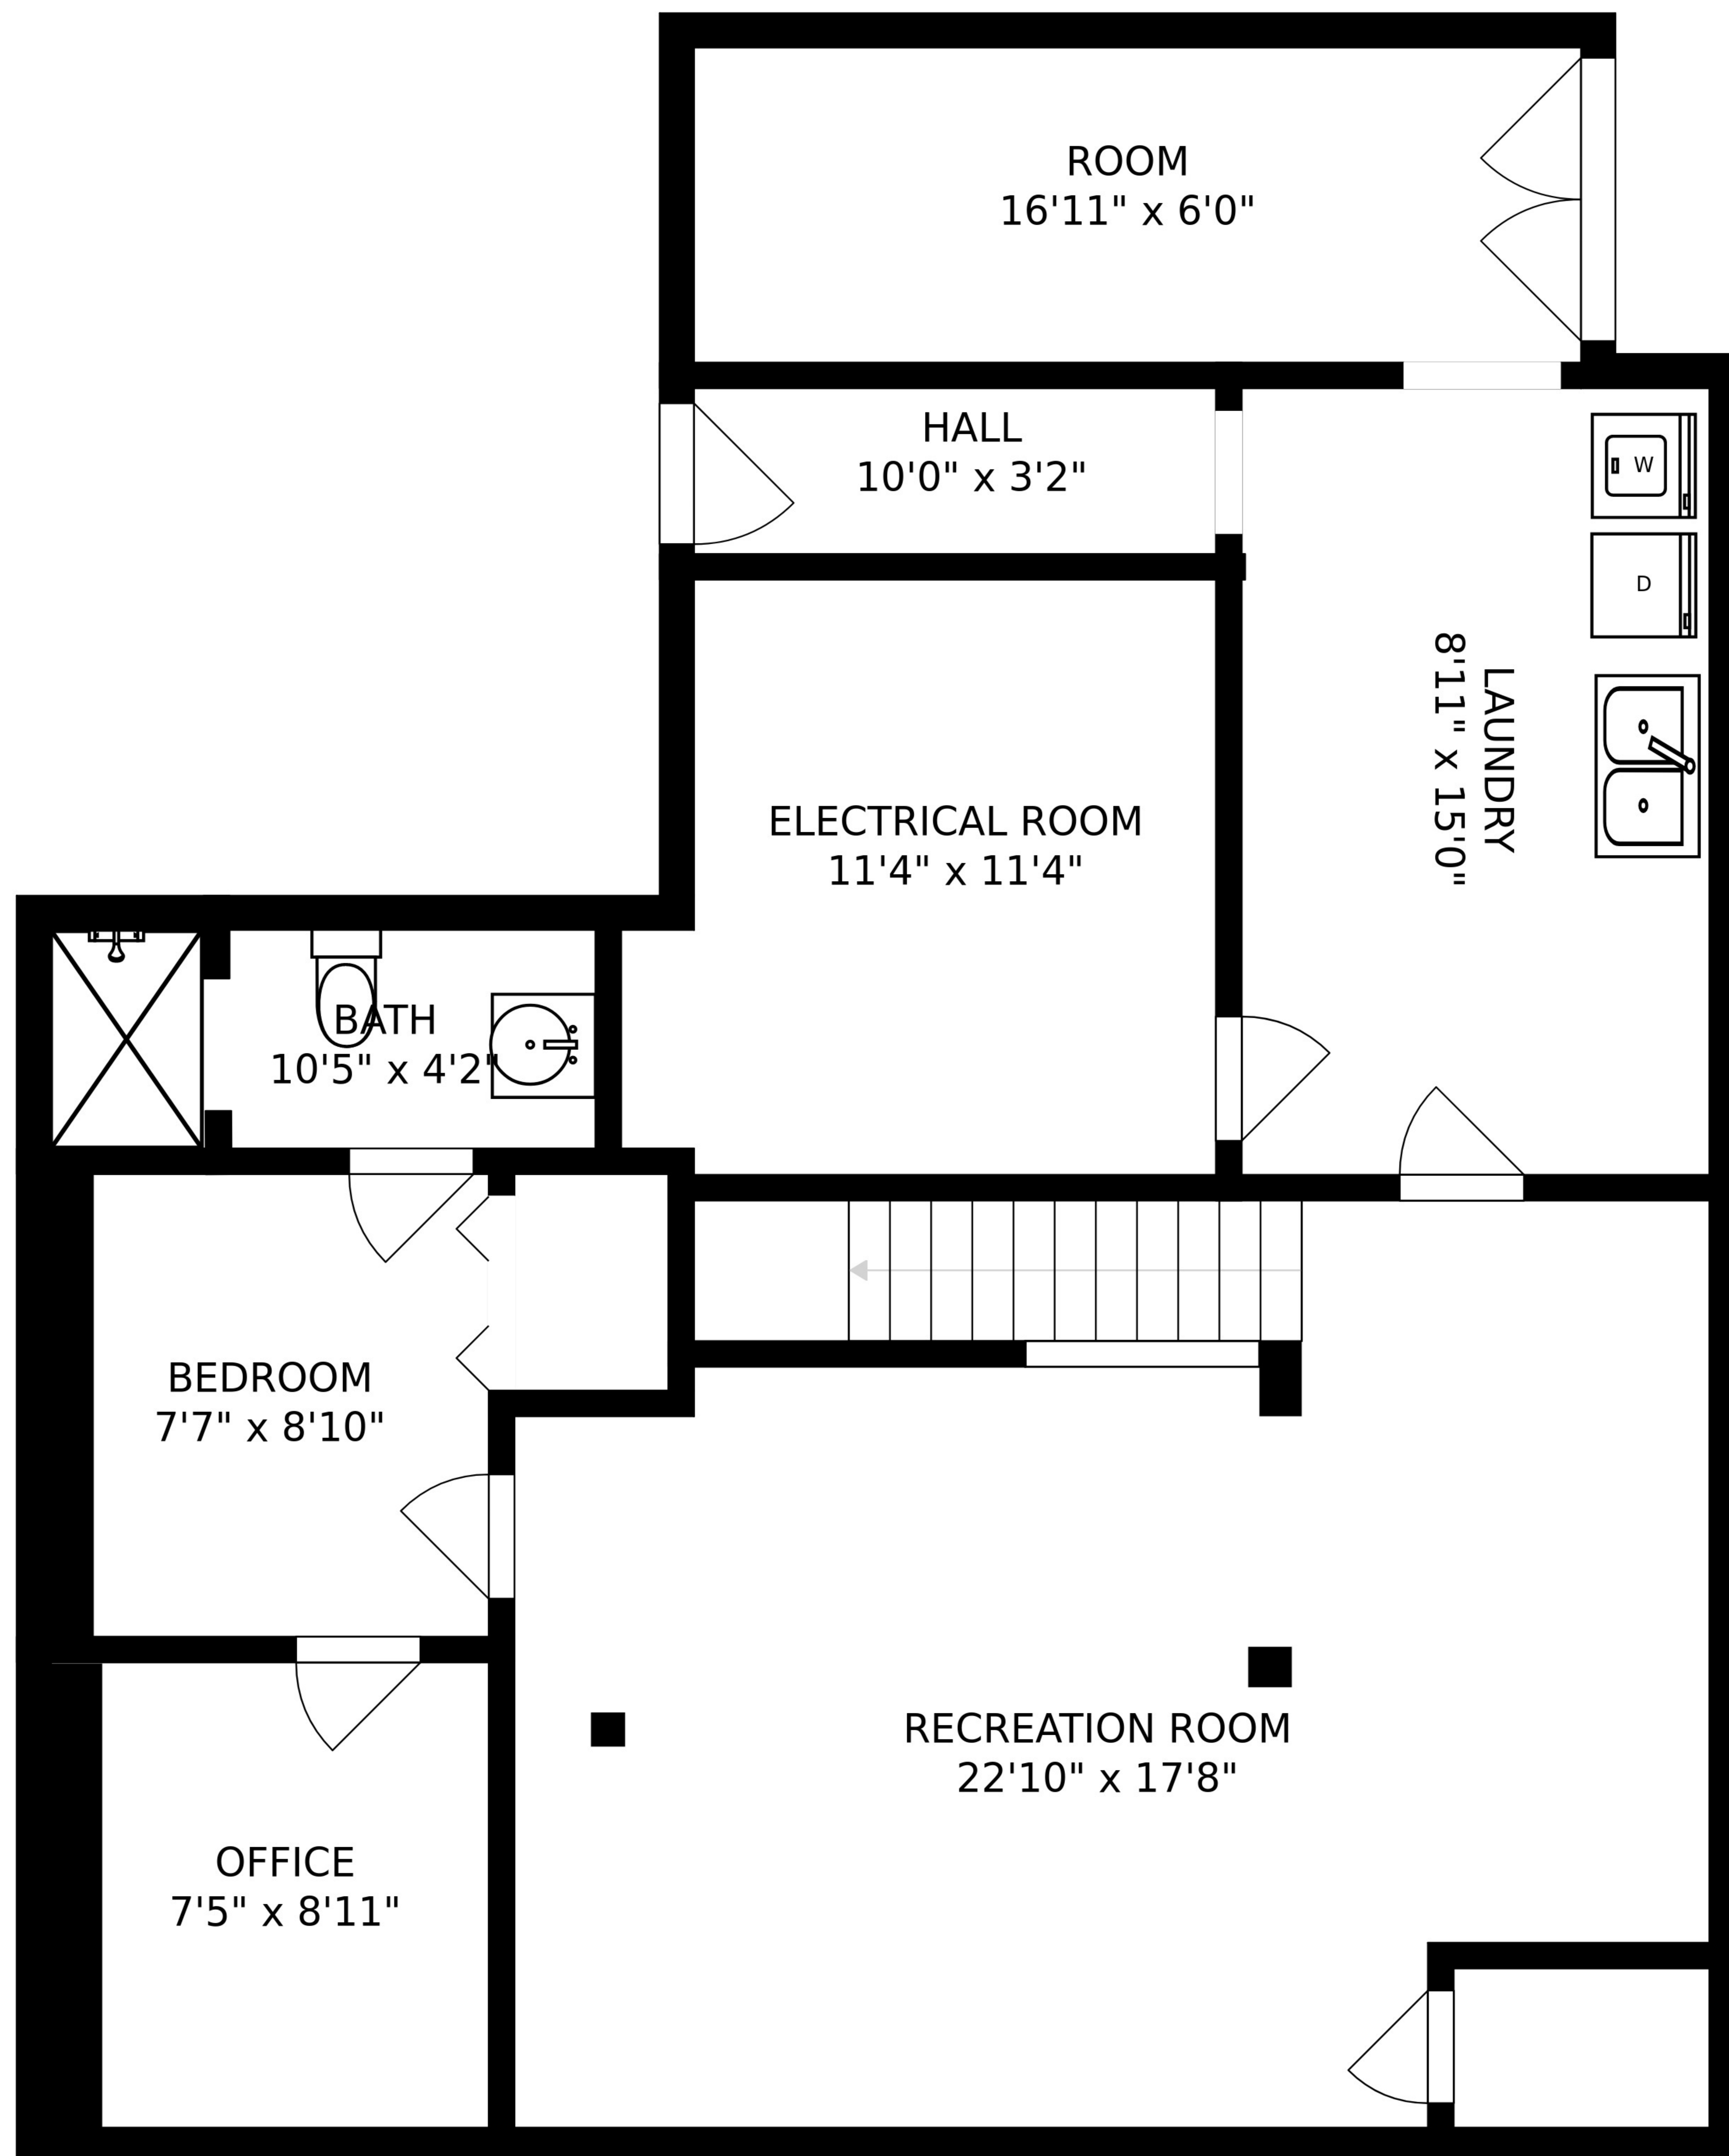 ROOM
16'11" x 6'0"
HALL
10'0" x 3'2"
W
D
LAUNDRY
8'11" x 15'0"
ELECTRICAL ROOM
11'4" x 11'4"
BATH
10'5" x 4'2"
BEDROOM
7'7" x 8'10"
RECREATION ROOM
22'10" x 17'8"
OFFICE
7'5" x 8'11"